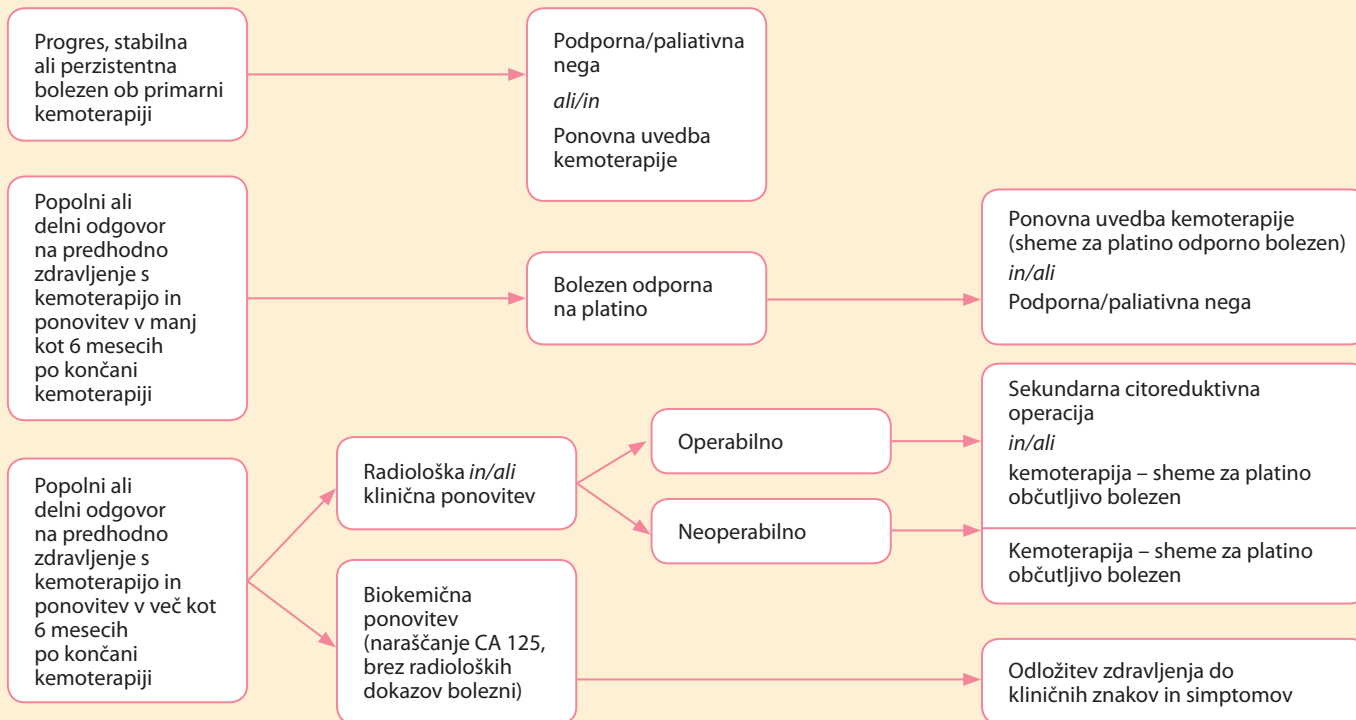 Progres, stabilna
ali perzistentna
bolezen ob primarni
kemoterapiji
Podporna/paliativna
nega
ali/in
Ponovna uvedba
kemoterapije
Popolni ali
delni odgovor
na predhodno
zdravljenje s
kemoterapijo in
ponovitev v manj
kot 6 mesecih
po končani
kemoterapiji
Bolezen odporna
na platino
Ponovna uvedba kemoterapije
(sheme za platino odporno bolezen)
in/ali
Podporna/paliativna nega
Popolni ali
delni odgovor
na predhodno
zdravljenje s
kemoterapijo in
ponovitev v več kot
6 mesecih
po končani
kemoterapiji
Radiološka in/ali
klinična ponovitev
Operabilno
Sekundarna citoreduktivna
operacija
in/ali
kemoterapija – sheme za platino
občutljivo bolezen
Neoperabilno
Kemoterapija – sheme za platino
občutljivo bolezen
Biokemična
ponovitev
(naraščanje CA 125,
brez radioloških
dokazov bolezni)
Odložitev zdravljenja do
kliničnih znakov in simptomov